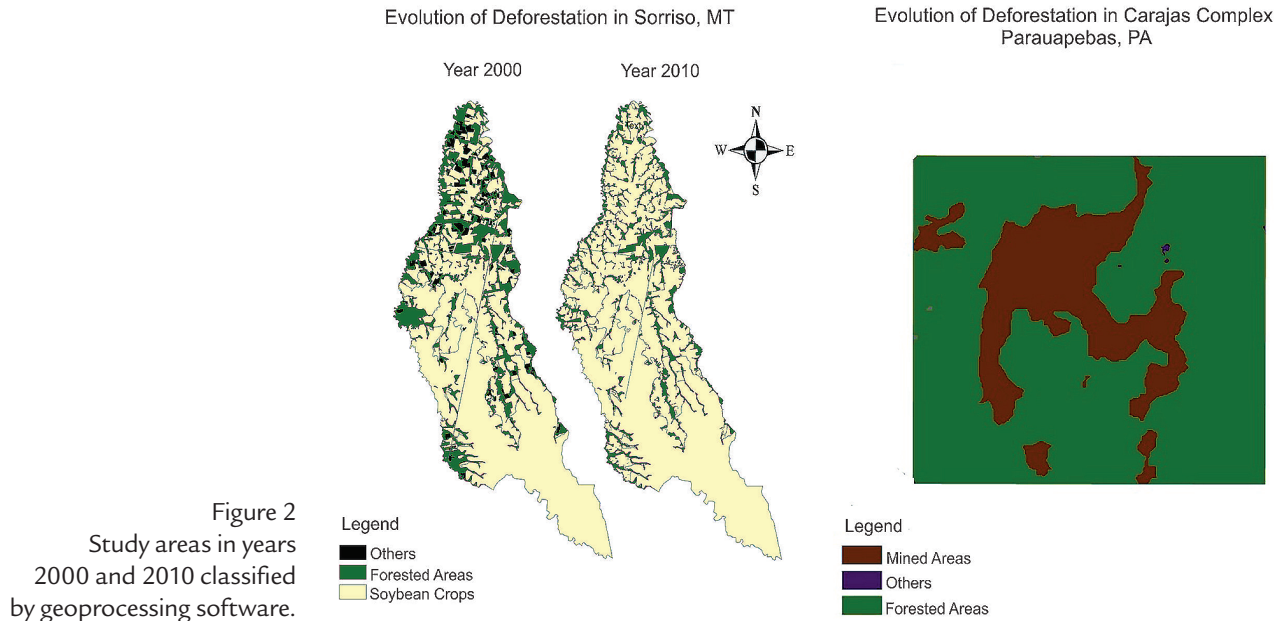 Evolution of Deforestation in Sorriso, MT
Year 2000
Year 2010
Text
N
W
E
S
Legend
Others
Forested Areas
Soybean Crops
Evolution of Deforestation in Carajas Complex
Parauapebas, PA
Legend
Mined Areas
Others
Forested Areas
Figure 2
Study areas in years
2000 and 2010 classified
by geoprocessing software.